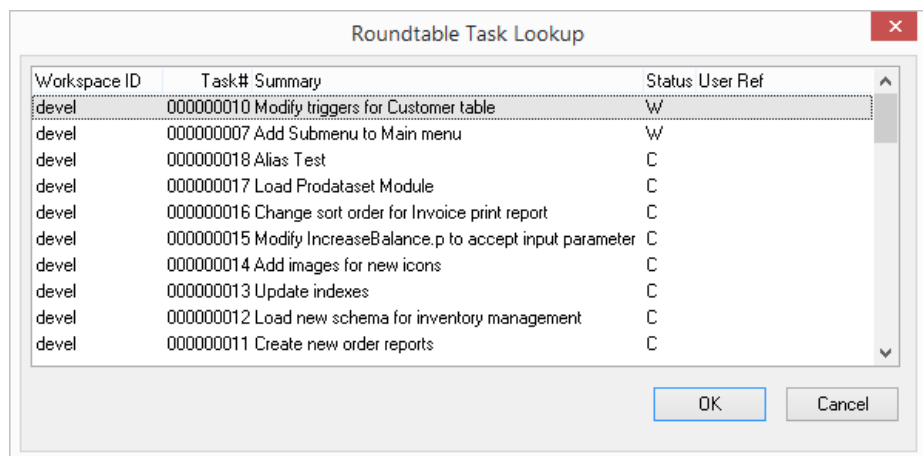 Roundtable Task Lookup
Workspace ID Task# Summary Status User Ref
devel 000000010 Modify triggers for Customer table W
devel 000000007 Add Submenu to Main menu W
devel 000000018 Alias Test C
devel 000000017 Load Prodataset Module C
devel 000000016 Change sort order for Invoice print report C
devel 000000015 Modify IncreaseBalance.p to accept input parameter C
devel 000000014 Add images for new icons C
devel 000000013 Update indexes C
devel 000000012 Load new schema for inventory management C
devel 000000011 Create new order reports C
OK Cancel